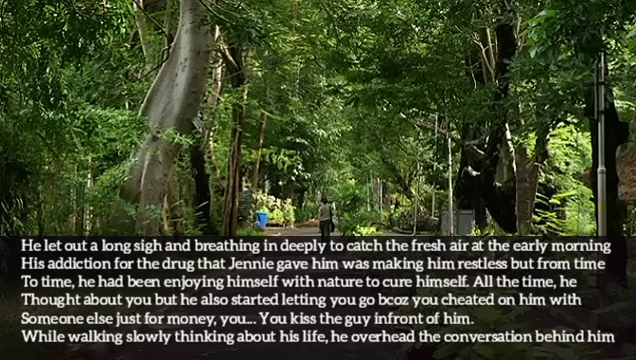 He let out a long sigh and breathing in deeply to catch the fresh air at the early morning
His addiction for the drug that Jennie gave him was making him restless but from time
To time, he had been enjoying himself with nature to cure himself. All the time, he
Thought about you but he also started letting you go bcoz you cheated on him with
Someone else just for money, you... You kiss the guy infront of him.
While walking slowly thinking about his life, he overhead the conversation behind him